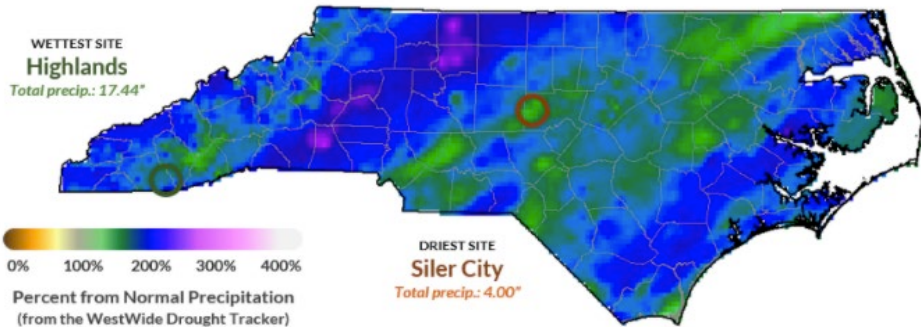 WETTEST SITE
Highlands
Total precip.: 17.44"
DRIEST SITE
Siler City
Total precip.: 4.00"
0% 100% 200% 300% 400%
Percent from Normal Precipitation
(from the WestWide Drought Tracker)